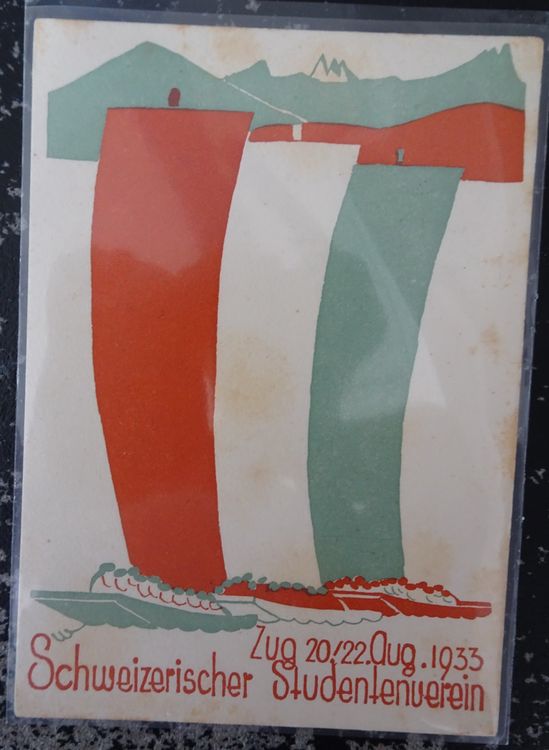 Zug 20/22. Aug. 1933
Schweizerischer Studentenverein